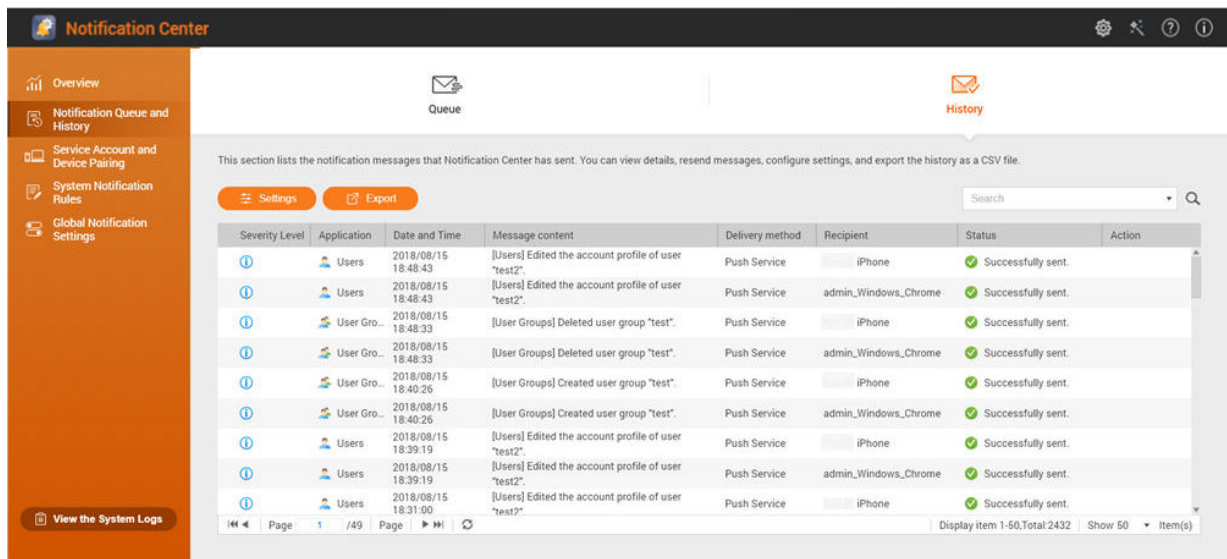 Notification Center
Overview
Notification Queue and
History
Service Account and
Device Pairing
System Notification
Rules
Global Notification
Settings
View the System Logs
Queue
History
This section lists the notification messages that Notification Center has sent. You can view details, resend messages, configure settings, and export the history as a CSV file.
Settings Export Search
Severity Level Application Date and Time Message content Delivery method Recipient Status Action
Users 2018/08/15 18:48:43 [Users] Edited the account profile of user "test2". Push Service iPhone Successfully sent.
Users 2018/08/15 18:48:43 [Users] Edited the account profile of user "test2". Push Service admin_Windows_Chrome Successfully sent.
User Gro... 2018/08/15 18:48:33 [User Groups] Deleted user group "test". Push Service iPhone Successfully sent.
User Gro... 2018/08/15 18:48:33 [User Groups] Deleted user group "test". Push Service admin_Windows_Chrome Successfully sent.
User Gro... 2018/08/15 18:40:26 [User Groups] Created user group "test". Push Service iPhone Successfully sent.
User Gro... 2018/08/15 18:40:26 [User Groups] Created user group "test". Push Service admin_Windows_Chrome Successfully sent.
Users 2018/08/15 18:39:19 [Users] Edited the account profile of user "test2". Push Service iPhone Successfully sent.
Users 2018/08/15 18:39:19 [Users] Edited the account profile of user "test2". Push Service admin_Windows_Chrome Successfully sent.
Users 2018/08/15 18:31:00 [Users] Edited the account profile of user "test2". Push Service iPhone Successfully sent.
Page 1 /49 Page Display item 1-50,Total:2432 Show 50 Item(s)